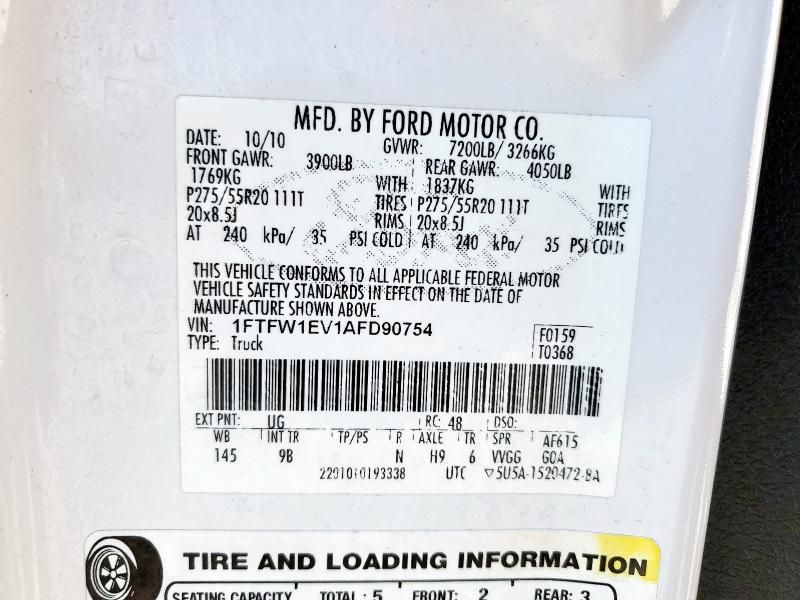 MFD. BY FORD MOTOR CO.
DATE: 10/10 GVWR: 7200LB/ 3266KG
FRONT GAWR: 3900LB REAR GAWR: 4050LB
1769KG WITH 1837KG WITH
P275/55R20 111T TIRES P275/55R20 111T TIRES
20x8.5J RIMS 20x8.5J RIMS
AT 240 kPa/ 35 PSI COLD AT 240 kPa/ 35 PSI COLD
THIS VEHICLE CONFORMS TO ALL APPLICABLE FEDERAL MOTOR
VEHICLE SAFETY STANDARDS IN EFFECT ON THE DATE OF
MANUFACTURE SHOWN ABOVE.
VIN: 1FTFW1EV1AFD90754
TYPE: Truck
F0159
T0368
EXT PNT: UG RC: 48 DSO:
WB INT TR TP/PS R AXLE TR SPR AF615
145 9B N H9 6 VVGG GOA
2201010193338 UTC ▽5U5A-1520472-BA
TIRE AND LOADING INFORMATION
SEATING CAPACITY TOTAL: 5 FRONT: 2 REAR: 3